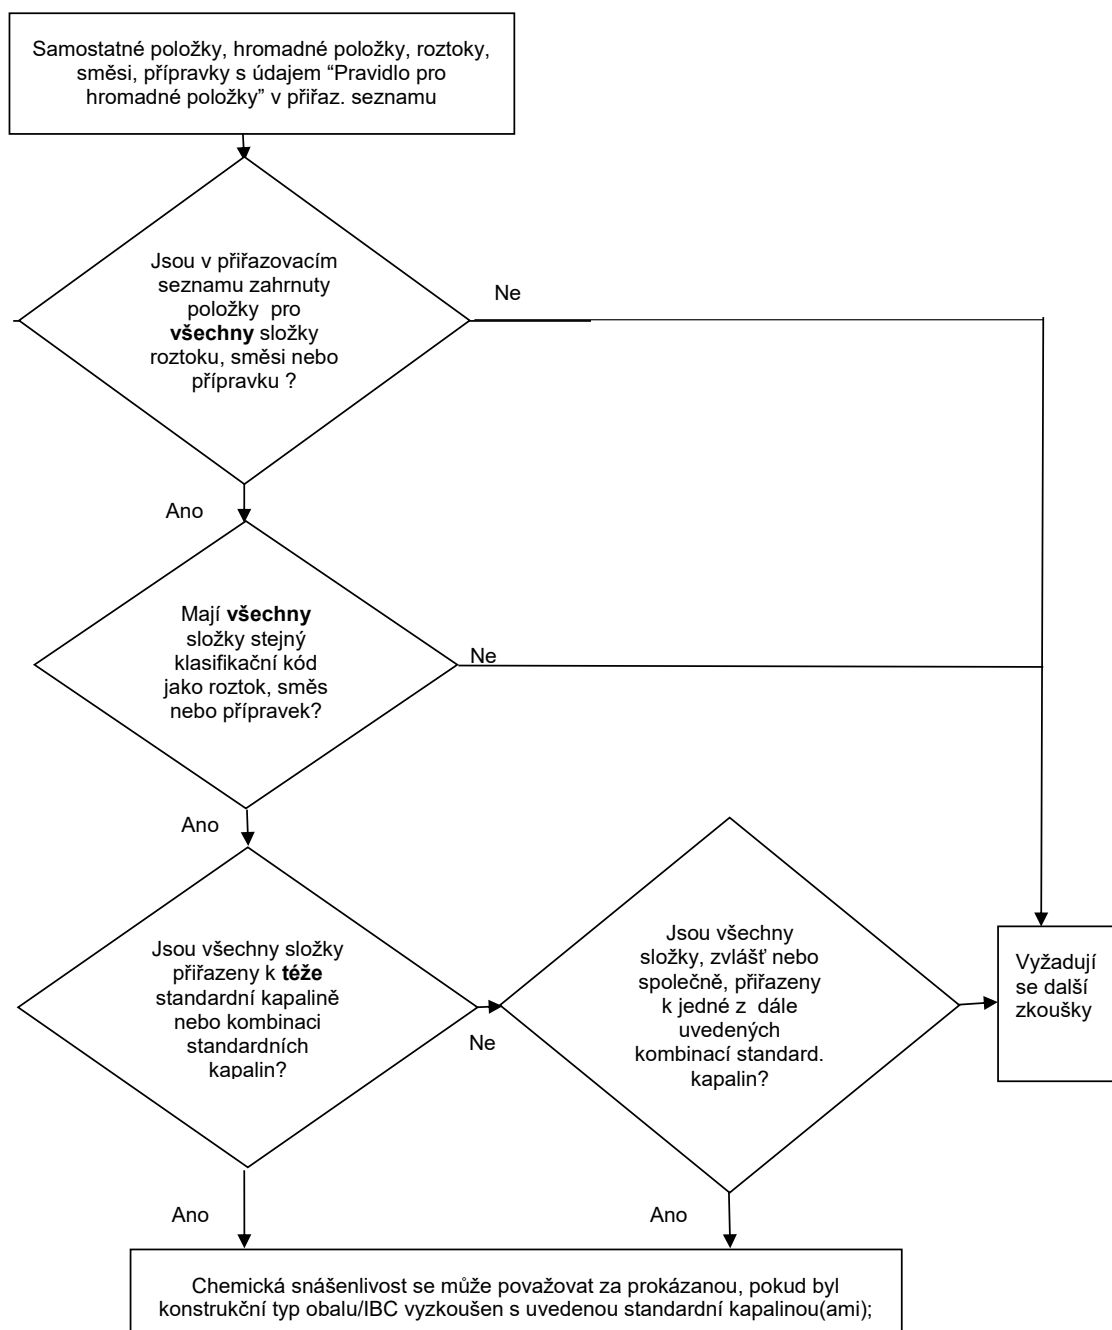 Samostatné položky, hromadné položky, roztoky,
směsi, přípravky s údajem “Pravidlo pro
hromadné položky” v přiřaz. seznamu
Jsou v přiřazovacím
seznamu zahrnuty
položky pro
všechny složky
roztoku, směsi nebo
přípravku ?
Ne
Ano
Mají všechny
složky stejný
klasifikační kód
jako roztok, směs
nebo přípravek?
Ne
Ano
Jsou všechny složky
přiřazeny k téže
standardní kapalině
nebo kombinaci
standardních
kapalin?
Ne
Jsou všechny
složky, zvlášť nebo
společně, přiřazeny
k jedné z dále
uvedených
kombinací standard.
kapalin?
Vyžadují
se další
zkoušky
Ano
Ano
Chemická snášenlivost se může považovat za prokázanou, pokud byl
konstrukční typ obalu/IBC vyzkoušen s uvedenou standardní kapalinou(ami);